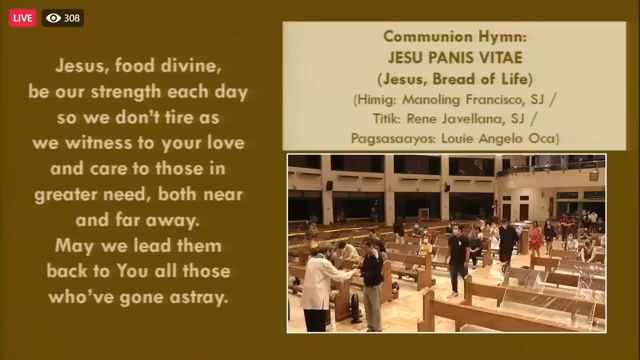 LIVE
308
Jesus, food divine,
be our strength each day
so we don't tire as
we witness to your love
and care to those in
greater need, both near
and far away.
May we lead them
back to You all those
who've gone astray.
Communion Hymn:
JESU PANIS VITAE
(Jesus, Bread of Life)
(Himig: Manoling Francisco, SJ /
Titik: Rene Javellana, SJ /
Pagsasaayos: Louie Angelo Oca)